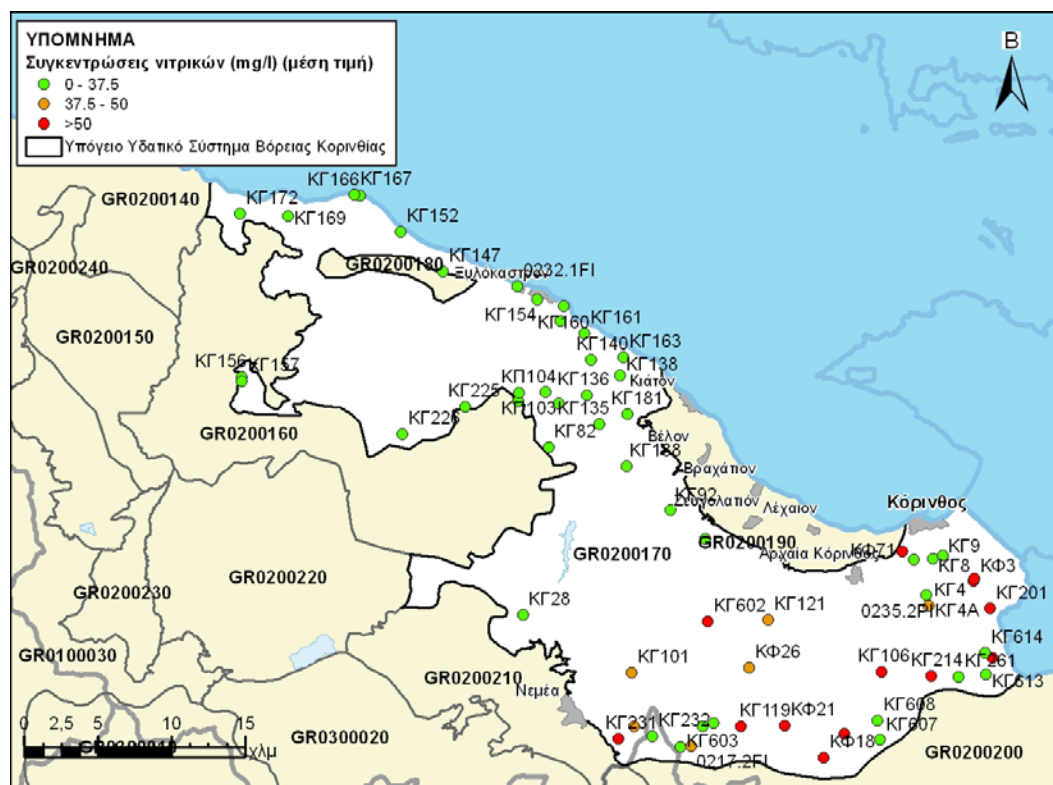 ΥΠΟΜΝΗΜΑ
Συγκεντρώσεις νιτρικών (mg/l) (μέση τιμή)
0 - 37.5
37.5 - 50
>50
Υπόγειο Υδατικό Σύστημα Βόρειας Κορινθίας
Β
GR0200140
ΚΓ166 ΚΓ167
ΚΓ172
ΚΓ169
ΚΓ152
GR0200240
GR0200180
ΚΓ147
Ξυλόκαστρον
0232.1FI
ΚΓ154
ΚΓ160
ΚΓ161
GR0200150
ΚΓ140
ΚΓ163
ΚΓ156
ΚΓ157
ΚΓ138
Κιάτον
ΚΠ104
ΚΓ136
ΚΓ225
ΚΠ103
ΚΓ135
ΚΓ181
ΚΓ226
GR0200160
ΚΓ82
Βέλον
ΚΓ188
Βραχάτιον
ΚΓ92
Λέχαιον
Κόρινθος
GR0200190
Αρχαία Κόρινθος
ΚΦ71
ΚΓ9
GR0200170
ΚΓ8
ΚΦ3
GR0200220
GR0200230
ΚΓ4
ΚΓ201
ΚΓ28
ΚΓ602
ΚΓ121
0235.2FI
ΚΓ4Α
GR0100030
ΚΓ614
ΚΓ101
ΚΦ26
ΚΓ106
ΚΓ214
ΚΓ261
ΚΓ613
GR0200210
Νεμέα
ΚΓ231
ΚΓ232
ΚΓ119
ΚΦ21
ΚΓ608
ΚΓ607
GR0300020
ΚΓ603
ΚΦ18
0217.2FI
GR0200200
0 2,5 5 10 15
χλμ